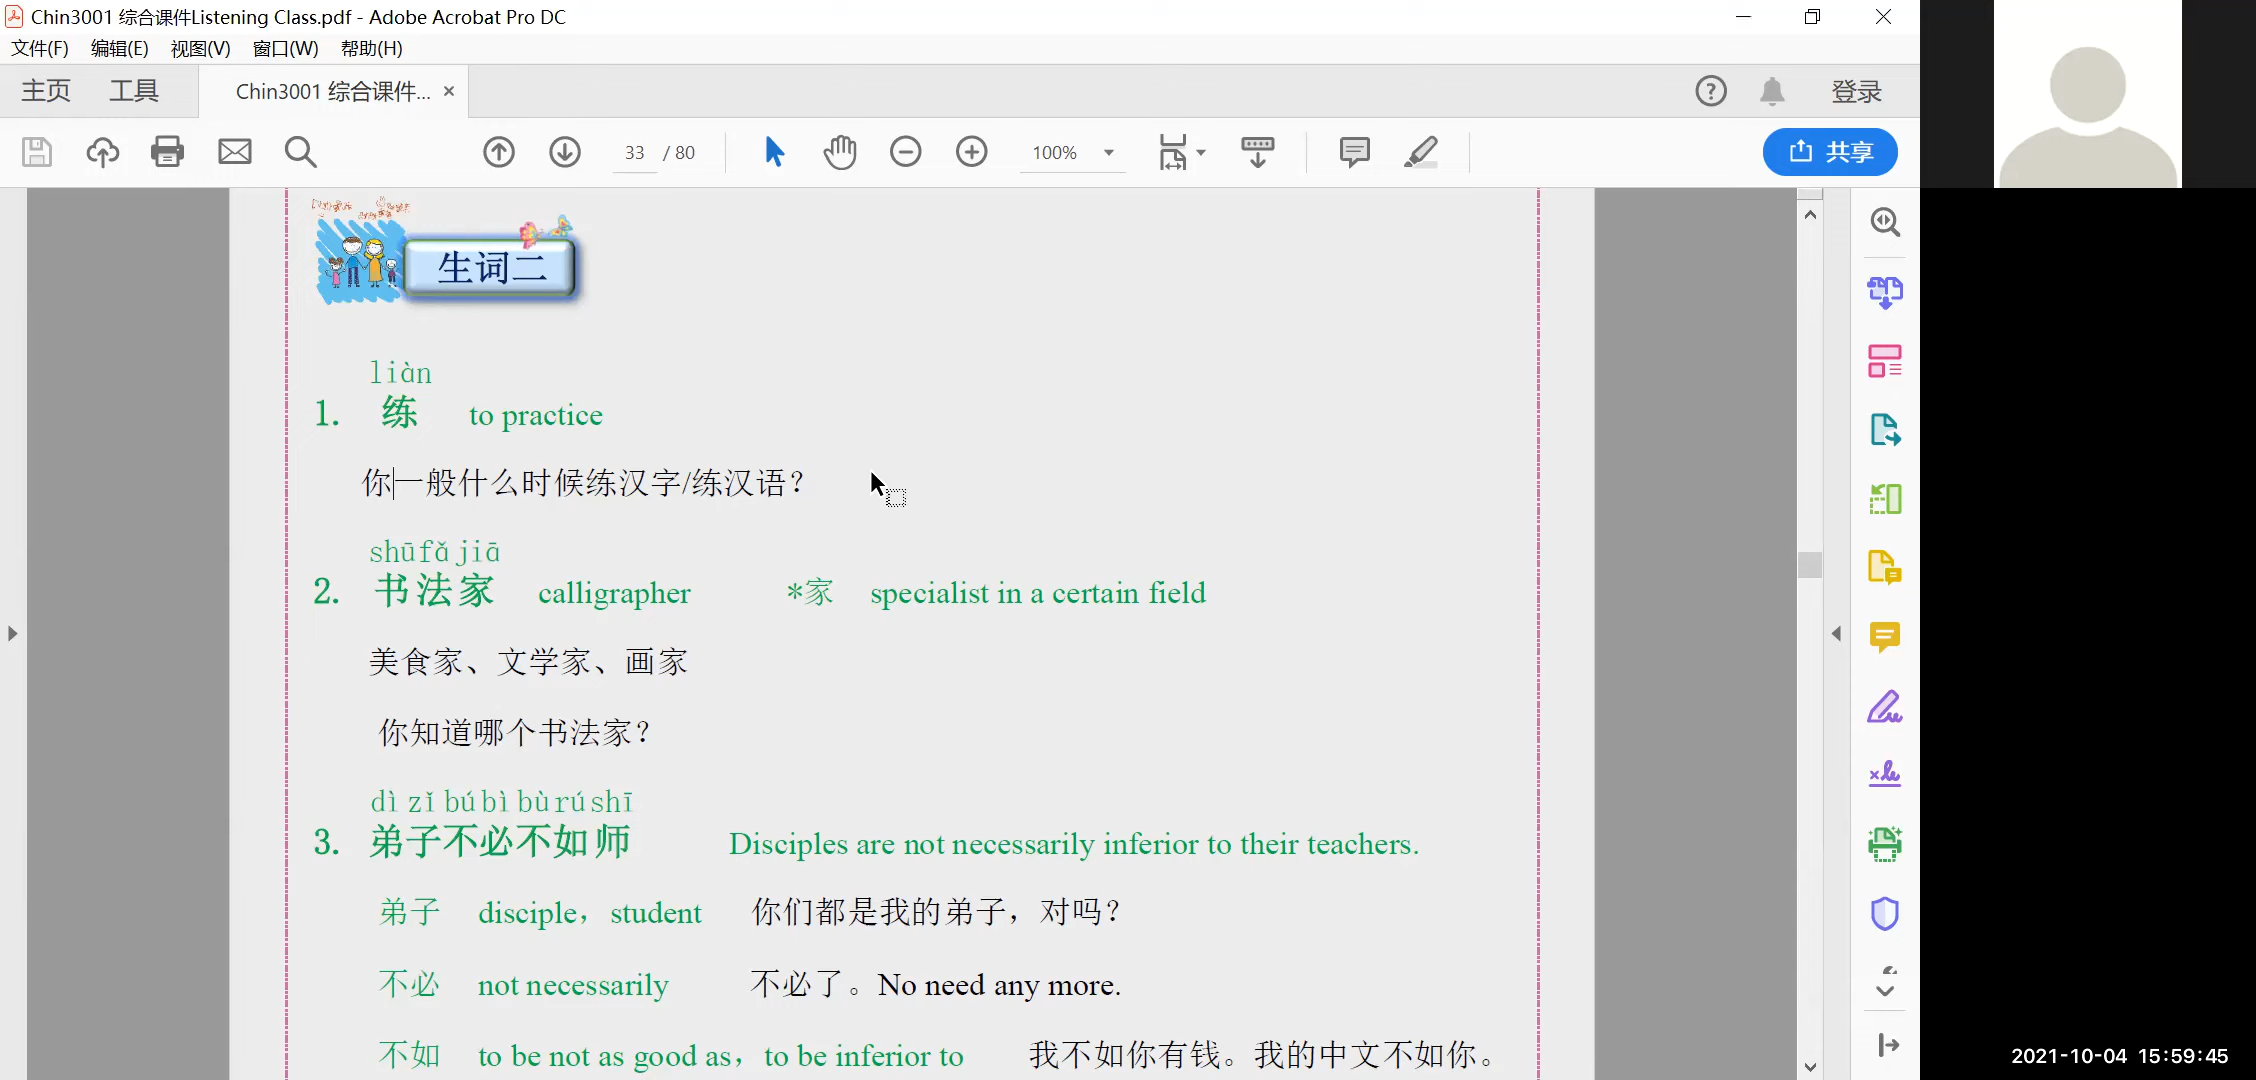 Chin3001 综合课件Listening Class.pdf - Adobe Acrobat Pro DC
文件(F) 编辑(E) 视图(V) 窗口(W) 帮助(H)
主页 工具 Chin3001 综合课件... × 登录
33 / 80 100% 共享
生词二
liàn
1. 练 to practice
你一般什么时候练汉字/练汉语？
shūfǎjiā
2. 书法家 calligrapher *家 specialist in a certain field
美食家、文学家、画家
你知道哪个书法家？
dì zǐ bú bì bù rú shī
3. 弟子不必不如师 Disciples are not necessarily inferior to their teachers.
弟子 disciple，student 你们都是我的弟子，对吗？
不必 not necessarily 不必了。No need any more.
不如 to be not as good as，to be inferior to 我不如你有钱。我的中文不如你。
2021-10-04 15:59:45